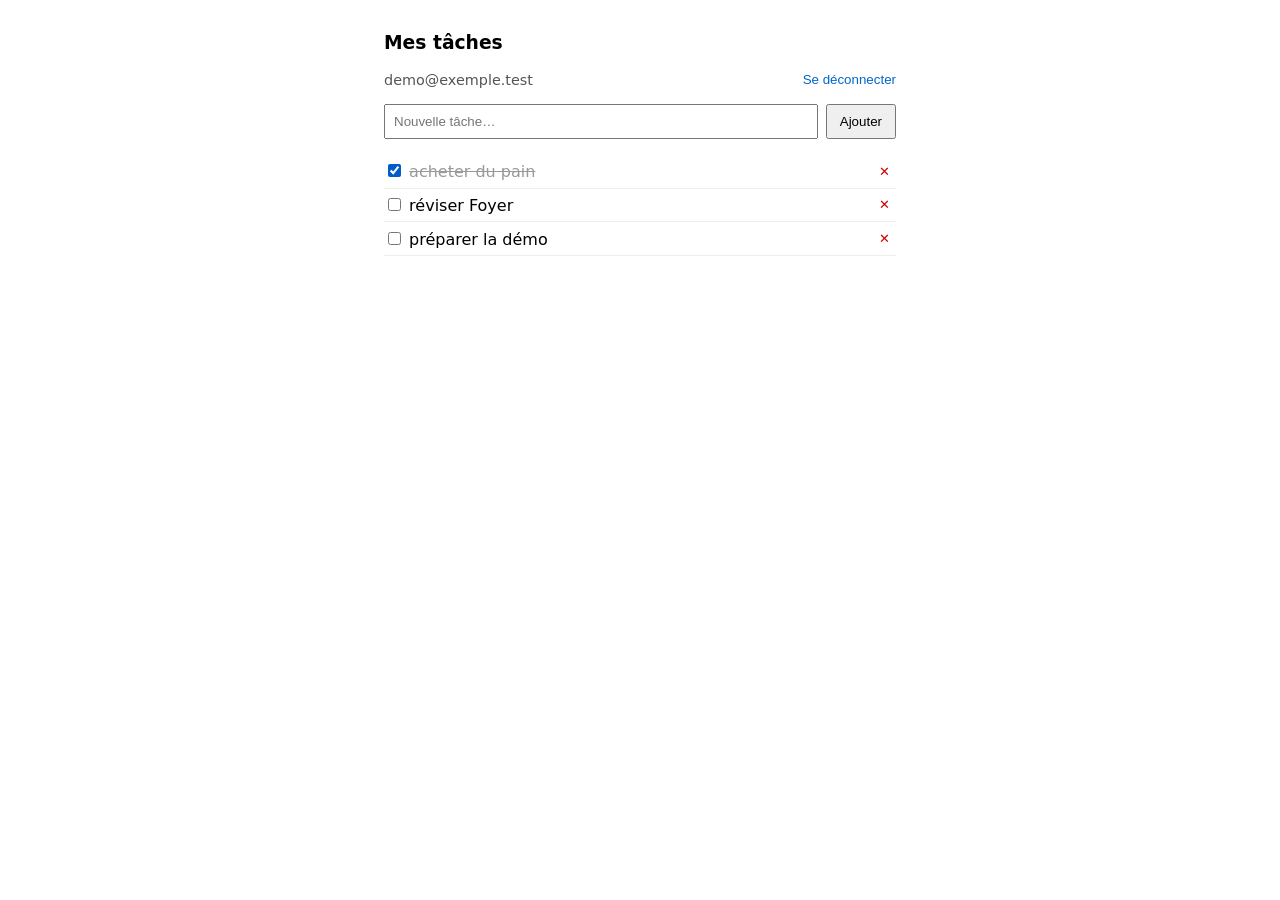 Mes tâches
demo@exemple.test Se déconnecter
Nouvelle tâche… Ajouter
acheter du pain ✕
réviser Foyer ✕
préparer la démo ✕